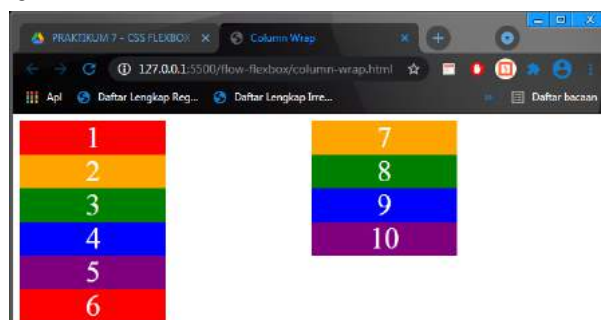 PRAKTIKUM 7 - CSS FLEXBOX
Column Wrap
127.0.0.1:5500/flow-flexbox/column-wrap.html
Apl
Daftar Lengkap Reg...
Daftar Lengkap Irre...
Daftar bacaan
1
2
3
4
5
6
7
8
9
10